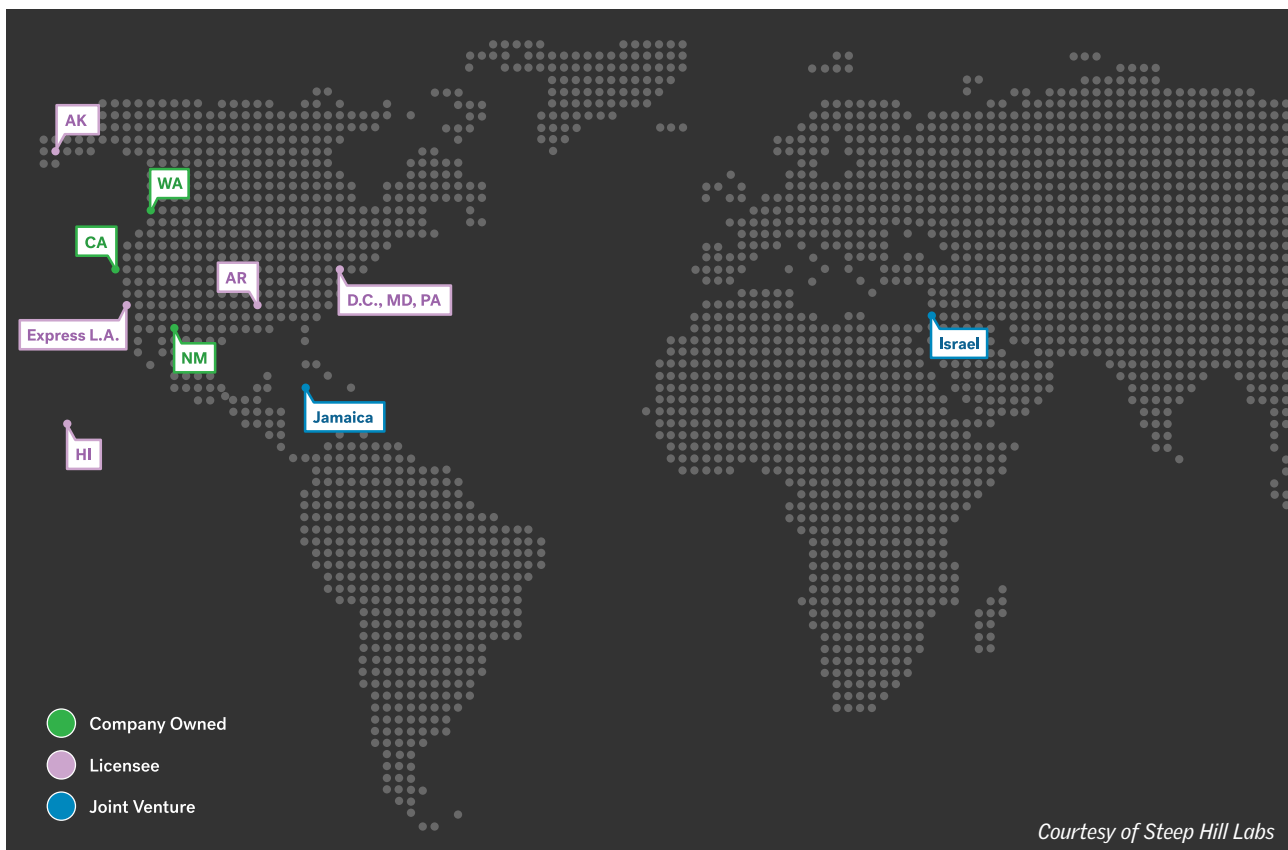 AK
WA
CA
AR
D.C., MD, PA
Express L.A.
NM
Israel
Jamaica
HI
Company Owned
Licensee
Joint Venture
Courtesy of Steep Hill Labs